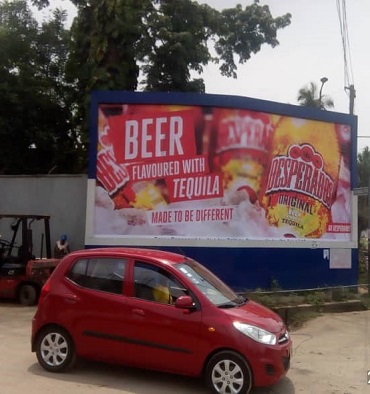 BEER
FLAVOURED WITH
TEQUILA
MADE TO BE DIFFERENT
DESPERADOS
ORIGINAL
TEQUILA